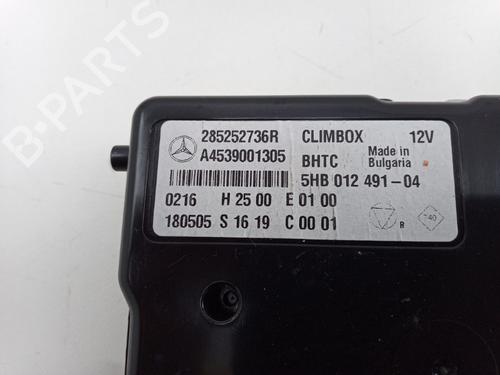 285252736R CLIMBOX 12V
A4539001305 BHTC Made in
Bulgaria
5HB 012 491-04
0216 H 25 00 E 01 00
180505 S 16 19 C 00 01
R
T40
B-PARTS